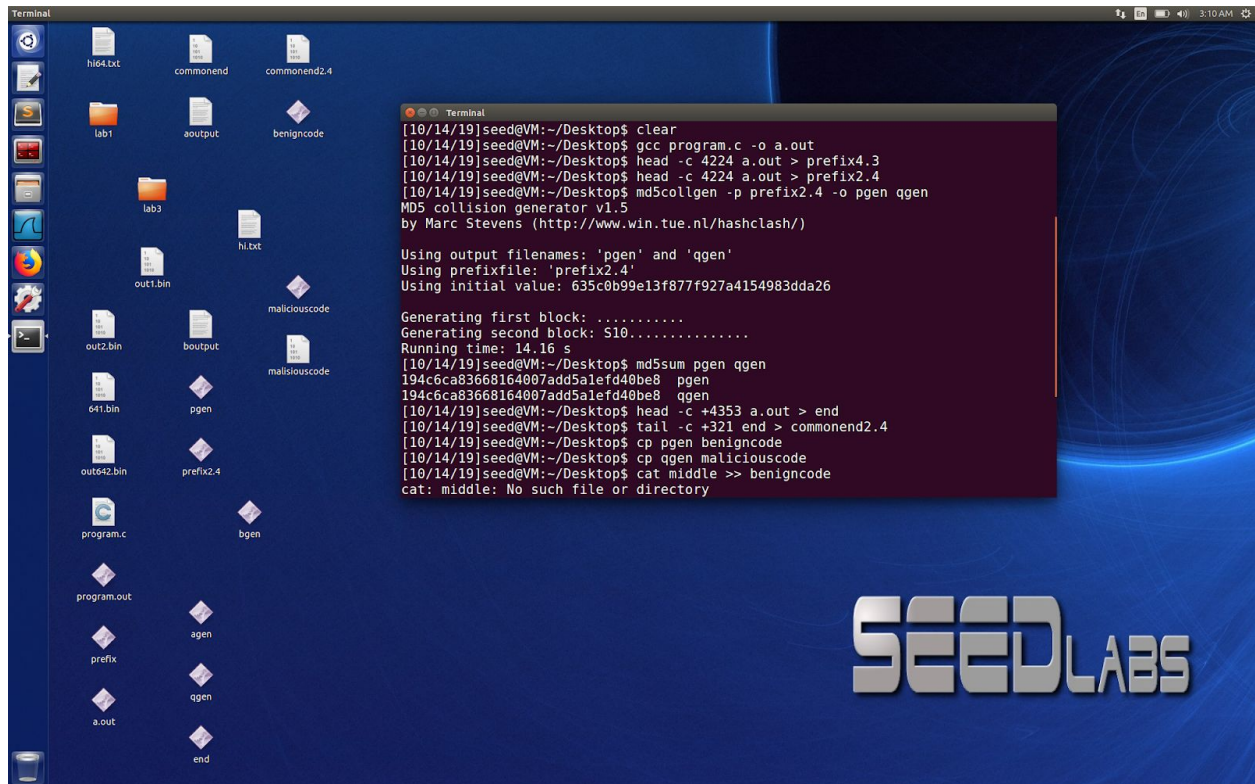 Terminal
En
3:10 AM
hi64.txt
commonend
commonend2.4
lab1
aoutput
benigncode
lab3
hi.txt
out1.bin
maliciouscode
out2.bin
boutput
malisiouscode
641.bin
pgen
out642.bin
prefix2.4
program.c
bgen
program.out
agen
prefix
qgen
a.out
end
Terminal
[10/14/19]seed@VM:~/Desktop$ clear
[10/14/19]seed@VM:~/Desktop$ gcc program.c -o a.out
[10/14/19]seed@VM:~/Desktop$ head -c 4224 a.out > prefix4.3
[10/14/19]seed@VM:~/Desktop$ head -c 4224 a.out > prefix2.4
[10/14/19]seed@VM:~/Desktop$ md5collgen -p prefix2.4 -o pgen qgen
MD5 collision generator v1.5
by Marc Stevens (http://www.win.tue.nl/hashclash/)
Using output filenames: 'pgen' and 'qgen'
Using prefixfile: 'prefix2.4'
Using initial value: 635c0b99e13f877f927a4154983dda26
Generating first block: ...........
Generating second block: S10...............
Running time: 14.16 s
[10/14/19]seed@VM:~/Desktop$ md5sum pgen qgen
194c6ca83668164007add5a1efd40be8  pgen
194c6ca83668164007add5a1efd40be8  qgen
[10/14/19]seed@VM:~/Desktop$ head -c +4353 a.out > end
[10/14/19]seed@VM:~/Desktop$ tail -c +321 end > commonend2.4
[10/14/19]seed@VM:~/Desktop$ cp pgen benigncode
[10/14/19]seed@VM:~/Desktop$ cp qgen maliciouscode
[10/14/19]seed@VM:~/Desktop$ cat middle >> benigncode
cat: middle: No such file or directory
SEEDLABS